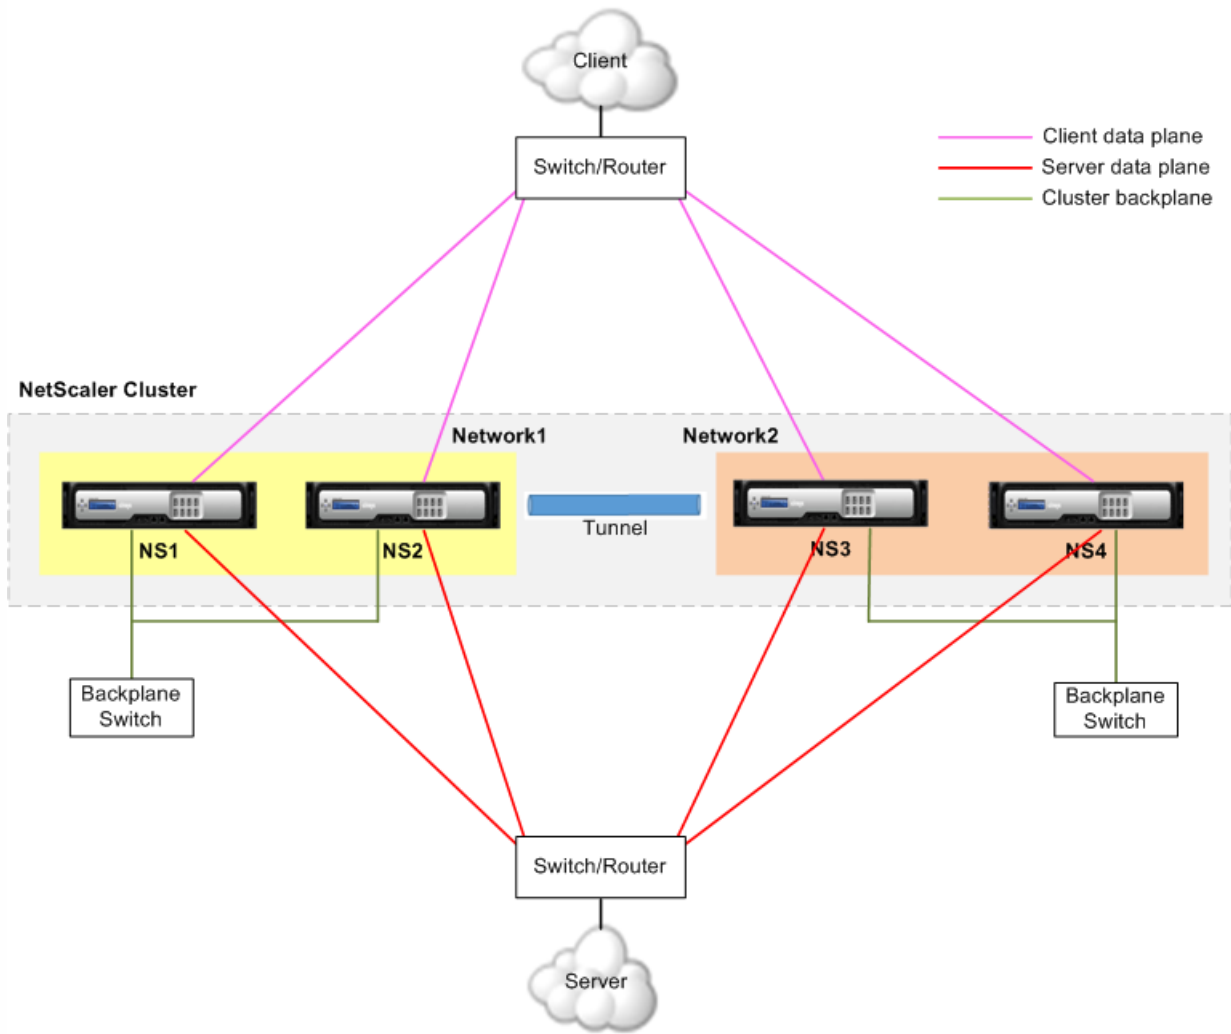 Client
Switch/Router
Client data plane
Server data plane
Cluster backplane
NetScaler Cluster
Network1
Network2
Tunnel
NS1
NS2
NS3
NS4
Backplane
Switch
Backplane
Switch
Switch/Router
Server